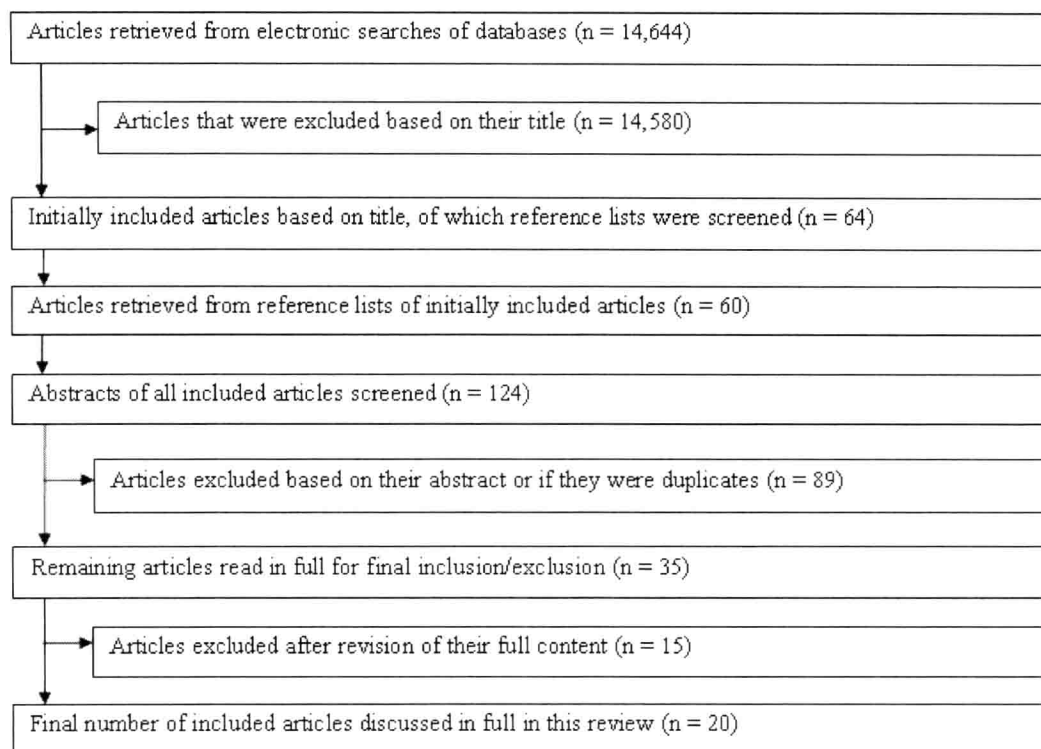 Articles retrieved from electronic searches of databases (n = 14,644)
Articles that were excluded based on their title (n = 14,580)
Initially included articles based on title, of which reference lists were screened (n = 64)
Articles retrieved from reference lists of initially included articles (n = 60)
Abstracts of all included articles screened (n = 124)
Articles excluded based on their abstract or if they were duplicates (n = 89)
Remaining articles read in full for final inclusion/exclusion (n = 35)
Articles excluded after revision of their full content (n = 15)
Final number of included articles discussed in full in this review (n = 20)